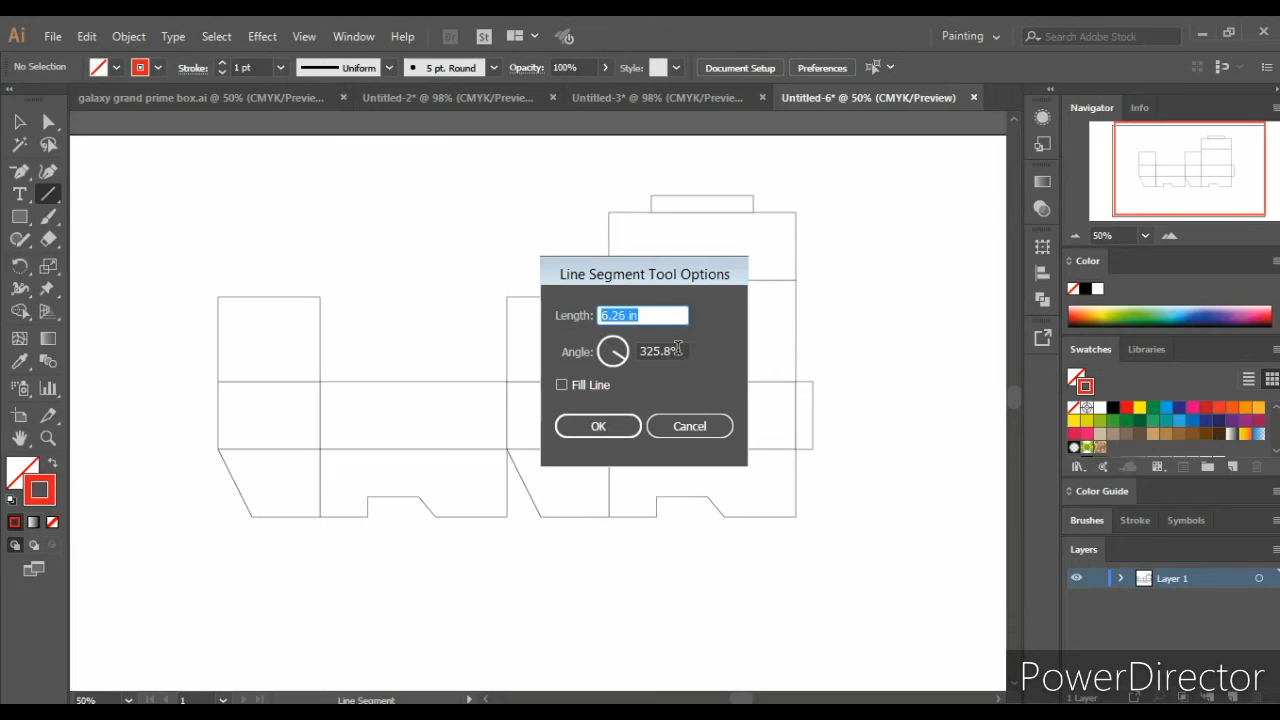 Ai File Edit Object Type Select Effect View Window Help Br St Painting Search Adobe Stock
No Selection Stroke: 1 pt Uniform 5 pt. Round Opacity: 100% Style: Document Setup Preferences
galaxy grand prime box.ai @ 50% (CMYK/Previe... Untitled-2* @ 98% (CMYK/Previe... Untitled-3* @ 98% (CMYK/Previe... Untitled-6* @ 50% (CMYK/Preview)
Navigator Info
50%
Color
Swatches Libraries
Color Guide
Brushes Stroke Symbols
Layers
Layer 1
Line Segment Tool Options
Length: 6.26 in
Angle: 325.8°
Fill Line
OK Cancel
PowerDirector
50% 1 Line Segment 1 Layer